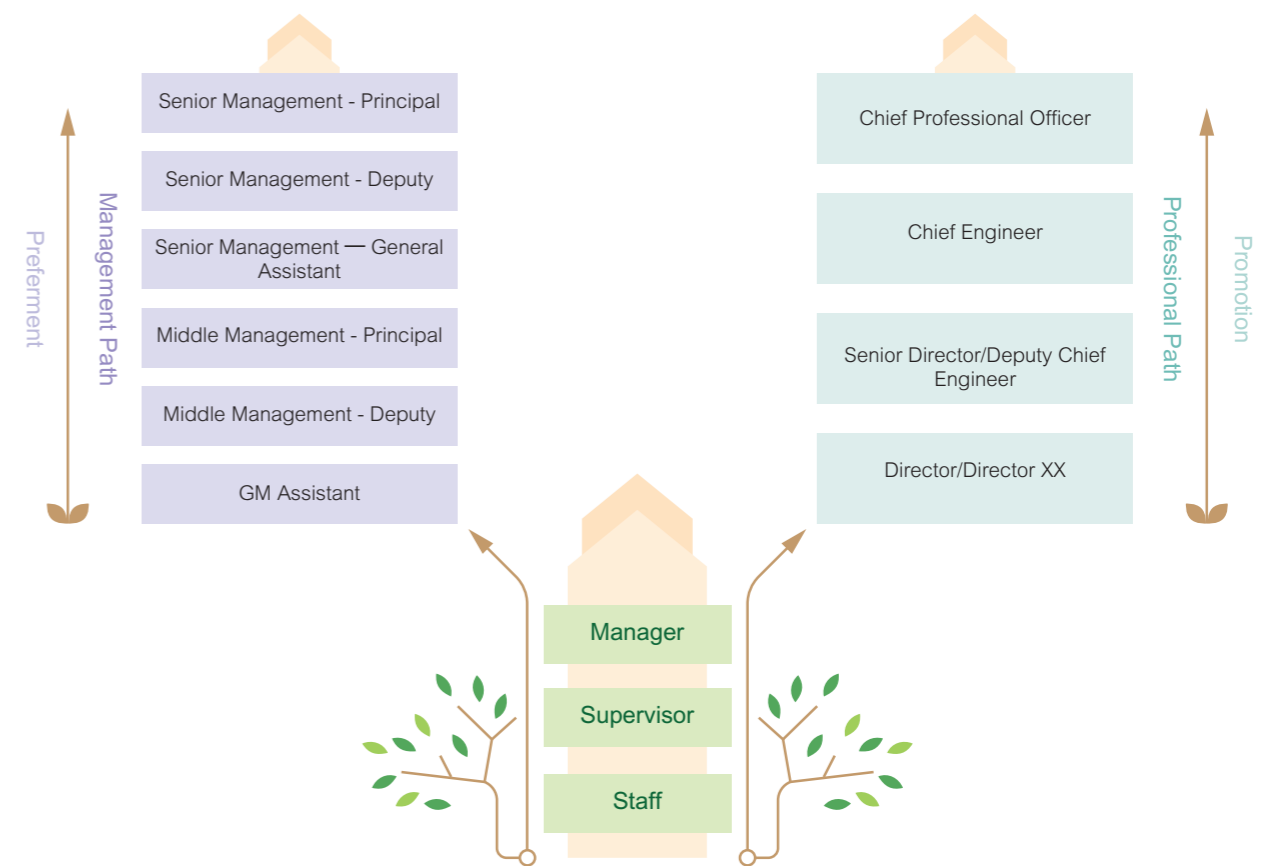 Preferment
Management Path
Senior Management - Principal
Senior Management - Deputy
Senior Management — General
Assistant
Middle Management - Principal
Middle Management - Deputy
GM Assistant
Manager
Supervisor
Staff
Chief Professional Officer
Chief Engineer
Senior Director/Deputy Chief
Engineer
Director/Director XX
Professional Path
Promotion